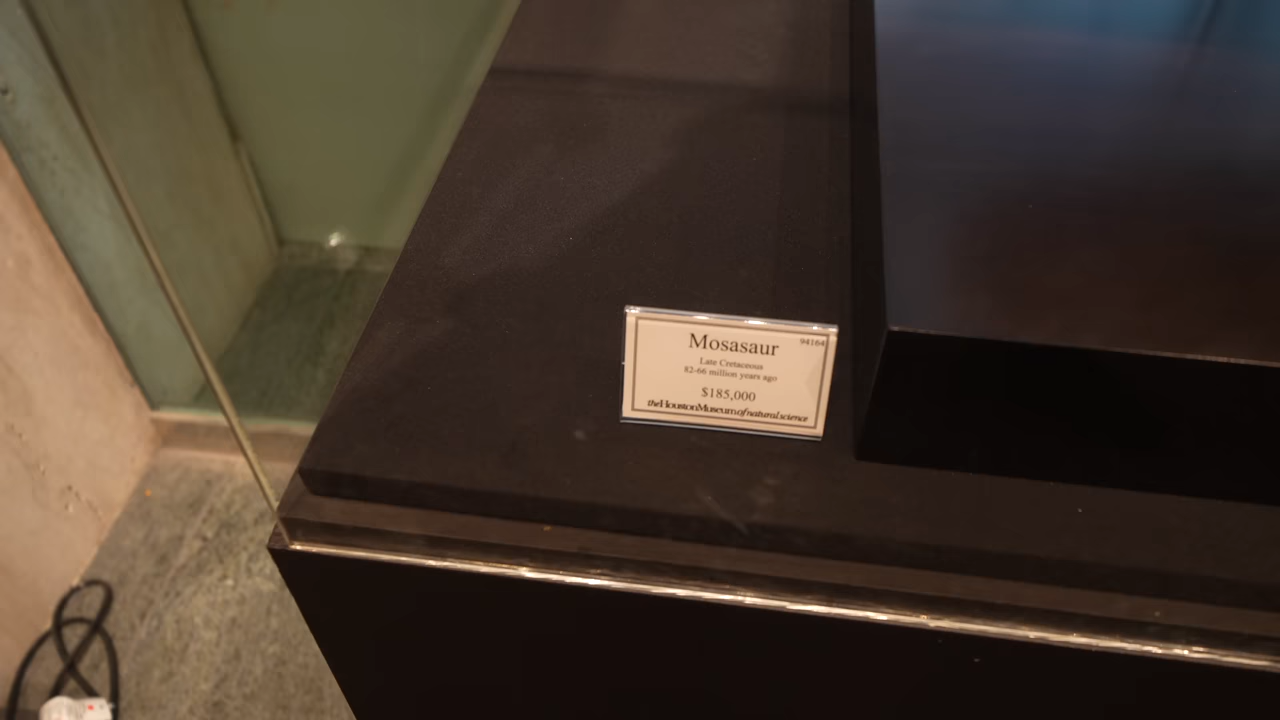 Mosasaur 94164
Late Cretaceous
82-66 million years ago
$185,000
the Houston Museum of natural science